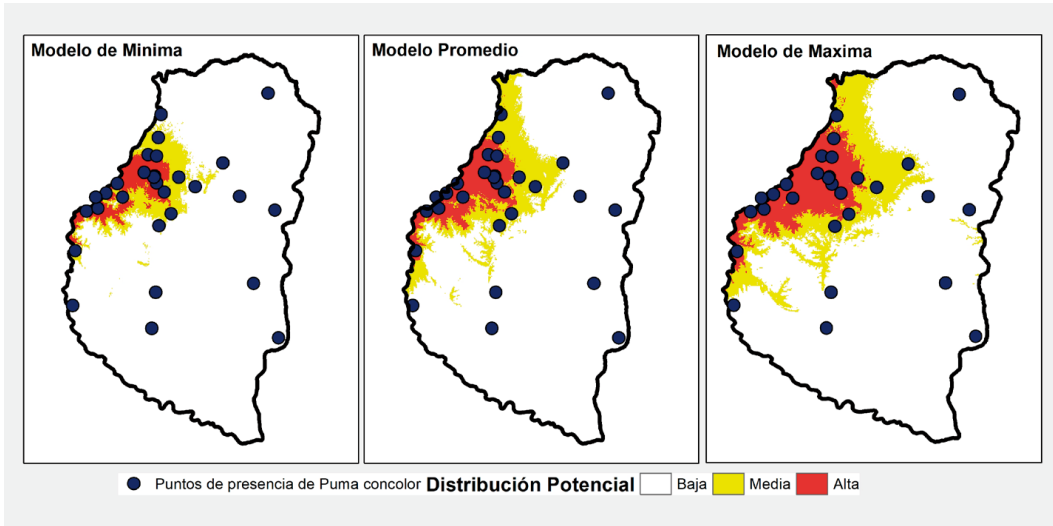 Modelo de Minima
Modelo Promedio
Modelo de Maxima
Puntos de presencia de Puma concolor Distribución Potencial Baja Media Alta